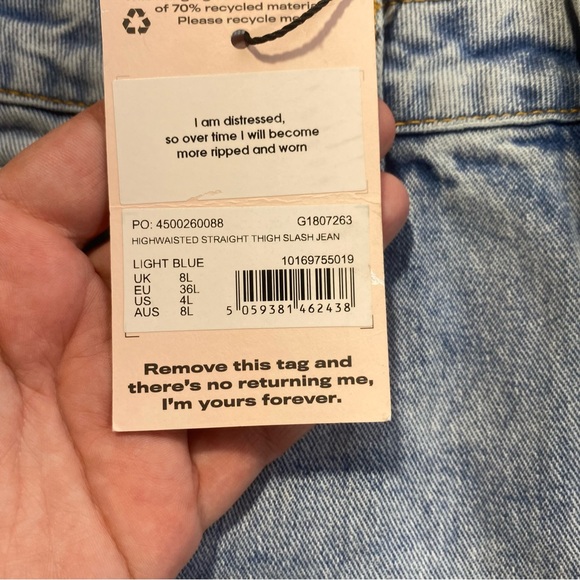 of 70% recycled material
Please recycle me
I am distressed,
so over time I will become
more ripped and worn
PO: 4500260088 G1807263
HIGHWAISTED STRAIGHT THIGH SLASH JEAN
LIGHT BLUE 10169755019
UK 8L
EU 36L
US 4L
AUS 8L
5 059381 462438
Remove this tag and
there's no returning me,
I'm yours forever.